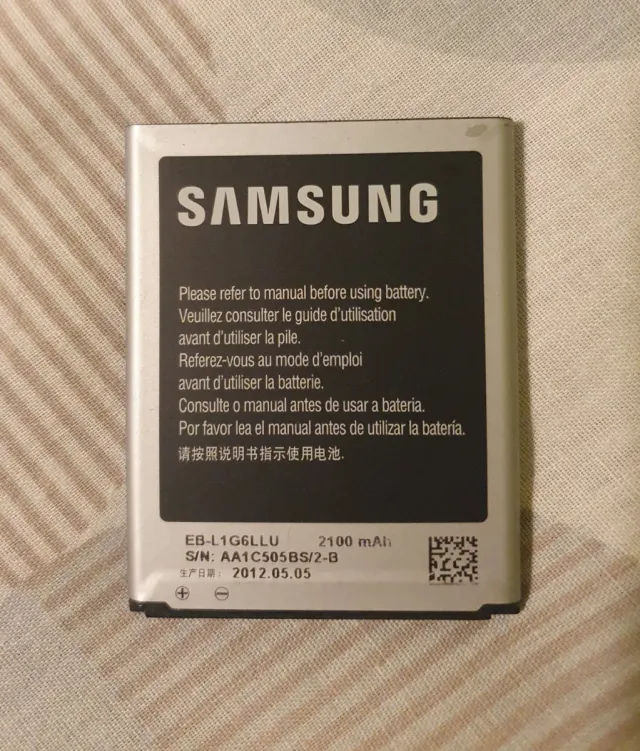 SAMSUNG
Please refer to manual before using battery.
Veuillez consulter le guide d'utilisation
avant d'utiliser la pile.
Referez-vous au mode d'emploi
avant d'utiliser la batterie.
Consulte o manual antes de usar a bateria.
Por favor lea el manual antes de utilizar la batería.
请按照说明书指示使用电池.
EB-L1G6LLU 2100 mAh
S/N: AA1C505BS/2-B
生产日期: 2012.05.05